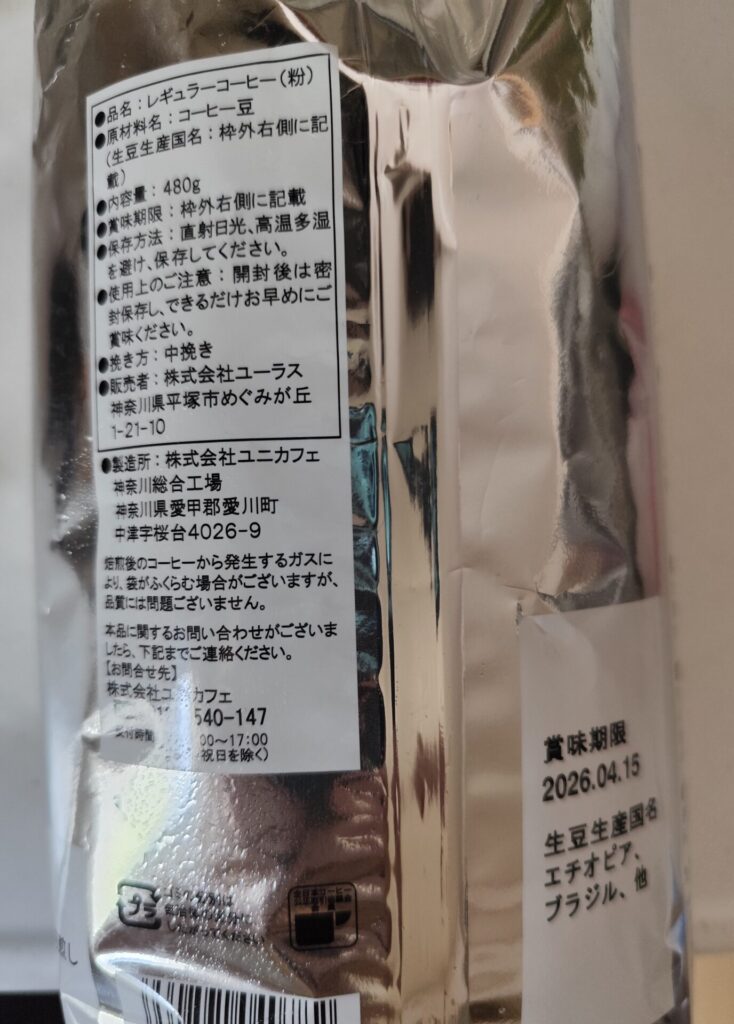 ●品名：レギュラーコーヒー（粉）
●原材料名：コーヒー豆
（生豆生産国名：枠外右側に記
載）
●内容量：480g
●賞味期限：枠外右側に記載
●保存方法：直射日光、高温多湿
を避け、保存してください。
●使用上のご注意：開封後は密
封保存し、できるだけお早めにご
賞味ください。
●挽き方：中挽き
●販売者：株式会社ユーラス
神奈川県平塚市めぐみが丘
1-21-10
●製造所：株式会社ユニカフェ
神奈川総合工場
神奈川県愛甲郡愛川町
中津字桜台4026-9
焙煎後のコーヒーから発生するガスに
より、袋がふくらむ場合がございますが、
品質には問題ございません。
本品に関するお問い合わせがございま
したら、下記までご連絡ください。
【お問合せ先】
株式会社ユニカフェ
540-147
受付時間 00～17:00
祝日を除く）
賞味期限
2026.04.15
生豆生産国名
エチオピア、
ブラジル、他